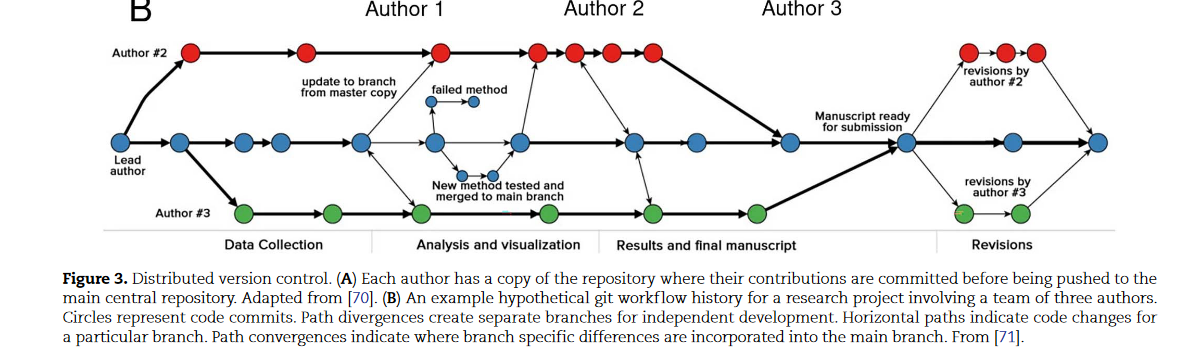 B
Author 1
Author 2
Author 3
Author #2
update to branch
from master copy
failed method
revisions by
author #2
Manuscript ready
for submission
Lead
author
New method tested and
merged to main branch
revisions by
author #3
Author #3
Data Collection
Analysis and visualization
Results and final manuscript
Revisions
Figure 3. Distributed version control. (A) Each author has a copy of the repository where their contributions are committed before being pushed to the
main central repository. Adapted from [70]. (B) An example hypothetical git workflow history for a research project involving a team of three authors.
Circles represent code commits. Path divergences create separate branches for independent development. Horizontal paths indicate code changes for
a particular branch. Path convergences indicate where branch specific differences are incorporated into the main branch. From [71].